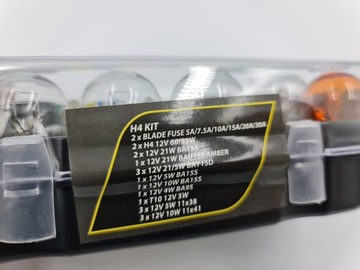 H4 KIT
2 x BLADE FUSE 5A/7.5A/10A/15A/20A/30A
2 x H4 12V 60/55W
2 x 12V 21W BA15S
1 x 12V 21W BAU15S AMBER
3 x 12V 21/5W BAY15D
1 x 12V 5W BA15S
1 x 12V 10W BA15S
1 x 12V 4W BA9S
1 x T10 12V 5W
3 x 12V 5W 11x38
3 x 12V 10W 11x41